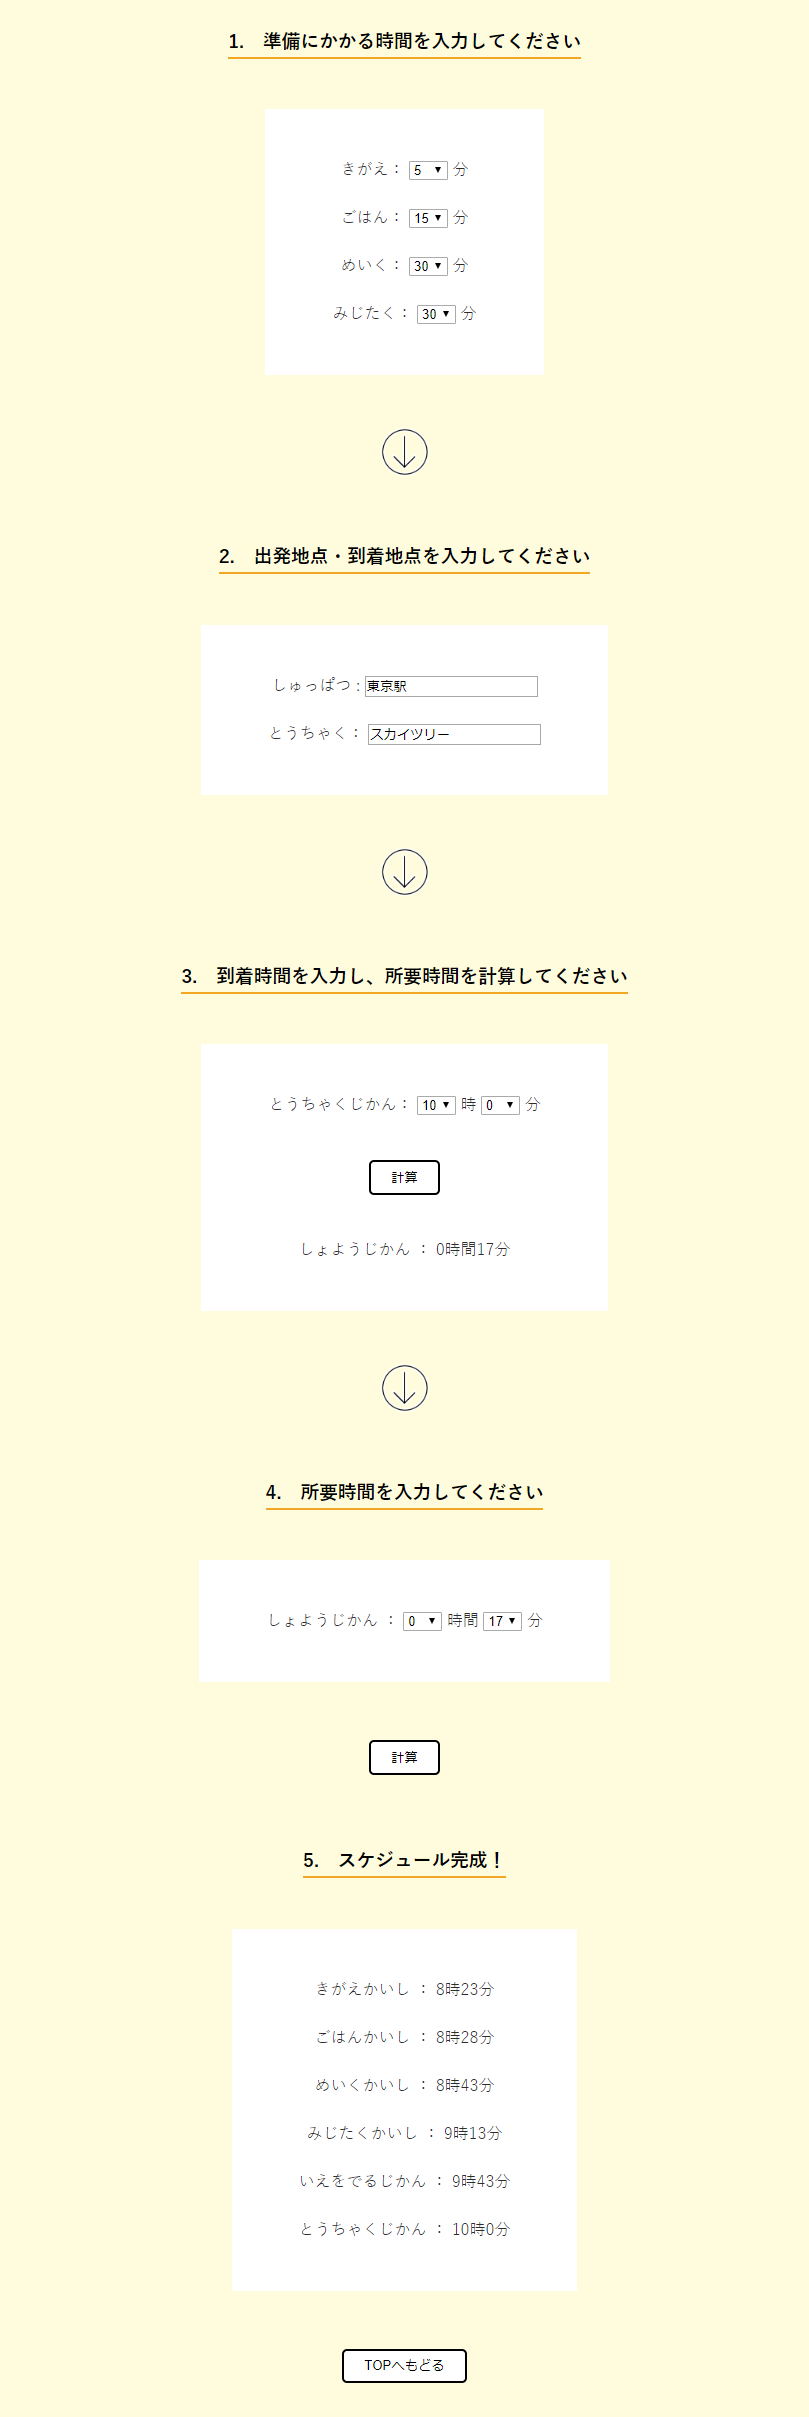 1.　準備にかかる時間を入力してください
きがえ： 5 分
ごはん： 15 分
めいく： 30 分
みじたく： 30 分
2.　出発地点・到着地点を入力してください
しゅっぱつ : 東京駅
とうちゃく： スカイツリー
3.　到着時間を入力し、所要時間を計算してください
とうちゃくじかん： 10 時 0 分
計算
しょようじかん ： 0時間17分
4.　所要時間を入力してください
しょようじかん ： 0 時間 17 分
計算
5.　スケジュール完成！
きがえかいし ： 8時23分
ごはんかいし ： 8時28分
めいくかいし ： 8時43分
みじたくかいし ： 9時13分
いえをでるじかん ： 9時43分
とうちゃくじかん ： 10時0分
TOPへもどる